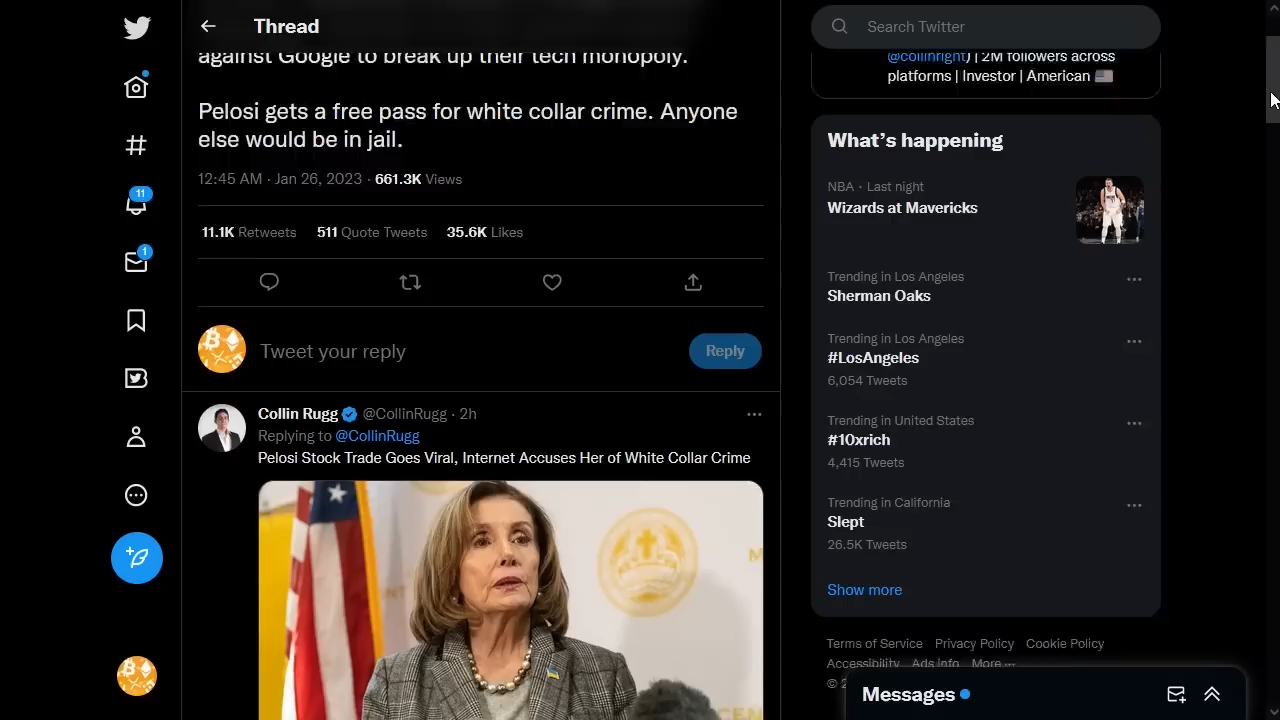 Thread
Search Twitter
against Google to break up their tech monopoly.
@collinright) | 2M followers across
platforms | Investor | American
Pelosi gets a free pass for white collar crime. Anyone
else would be in jail.
12:45 AM · Jan 26, 2023 · 661.3K Views
11.1K Retweets 511 Quote Tweets 35.6K Likes
11
1
Tweet your reply
Reply
Collin Rugg @CollinRugg · 2h
Replying to @CollinRugg
Pelosi Stock Trade Goes Viral, Internet Accuses Her of White Collar Crime
What's happening
NBA · Last night
Wizards at Mavericks
Trending in Los Angeles
Sherman Oaks
Trending in Los Angeles
#LosAngeles
6,054 Tweets
Trending in United States
#10xrich
4,415 Tweets
Trending in California
Slept
26.5K Tweets
Show more
Terms of Service Privacy Policy Cookie Policy
Accessibility Ads info More ···
Messages